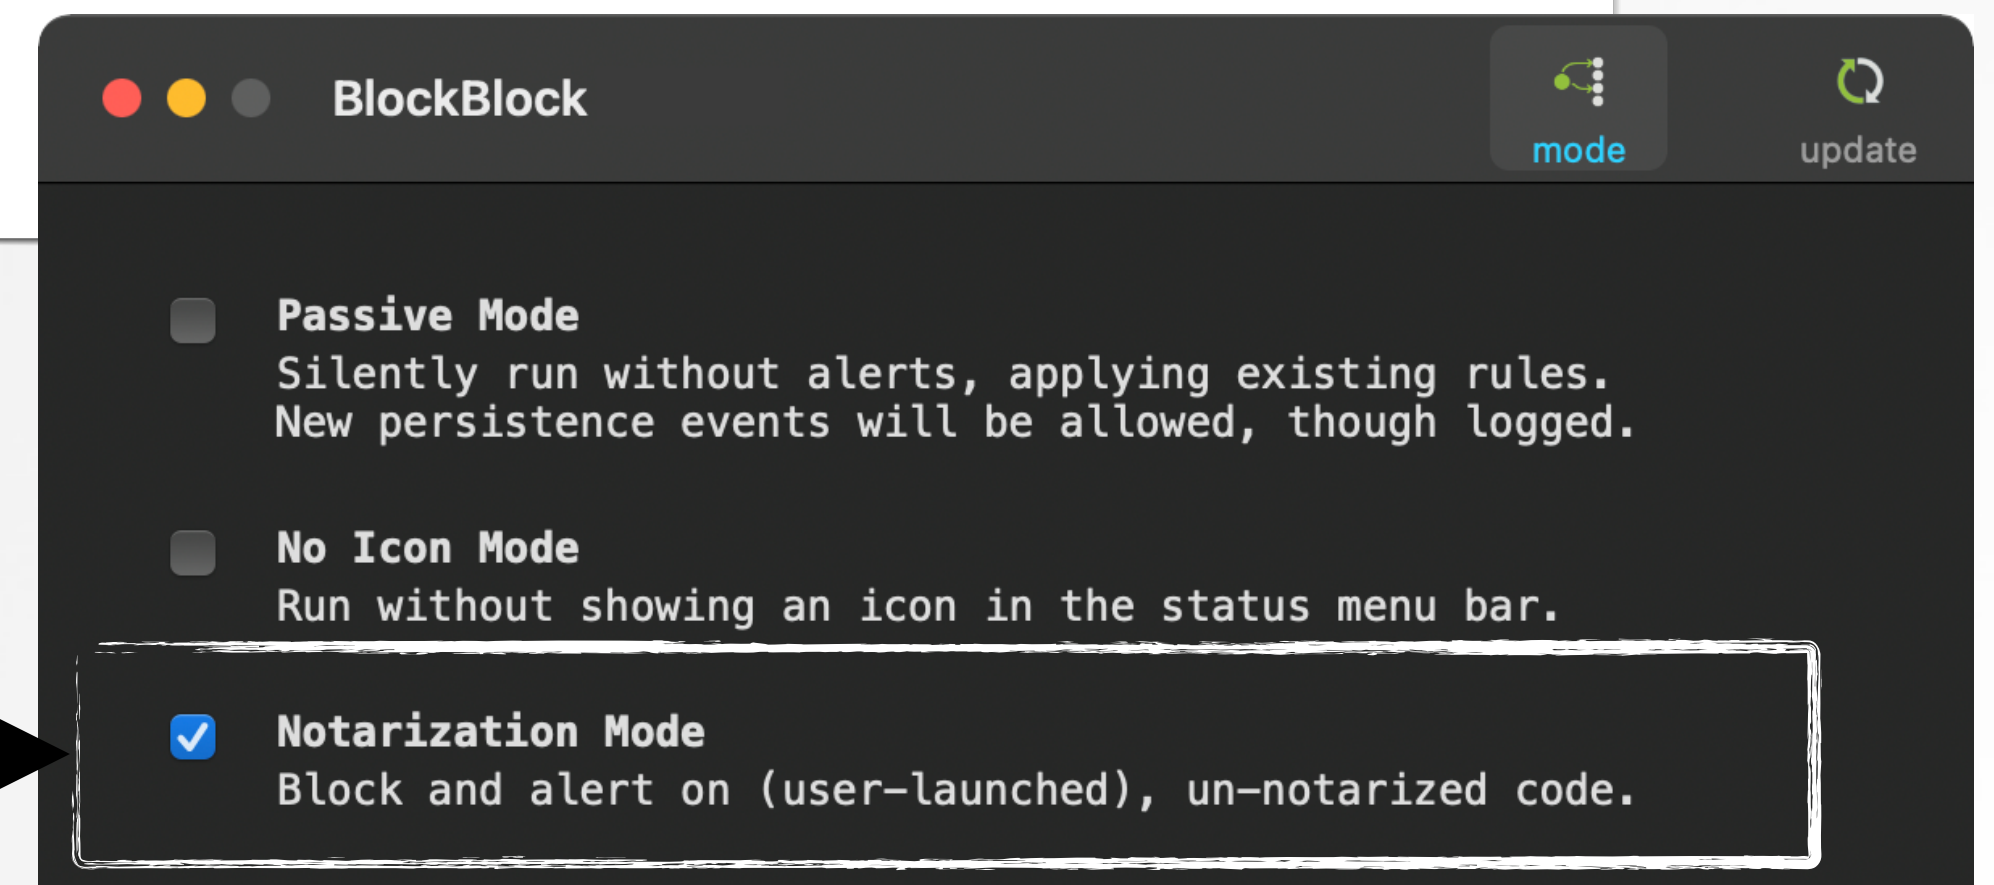 BlockBlock
mode
update
Passive Mode
Silently run without alerts, applying existing rules.
New persistence events will be allowed, though logged.
No Icon Mode
Run without showing an icon in the status menu bar.
Notarization Mode
Block and alert on (user-launched), un-notarized code.